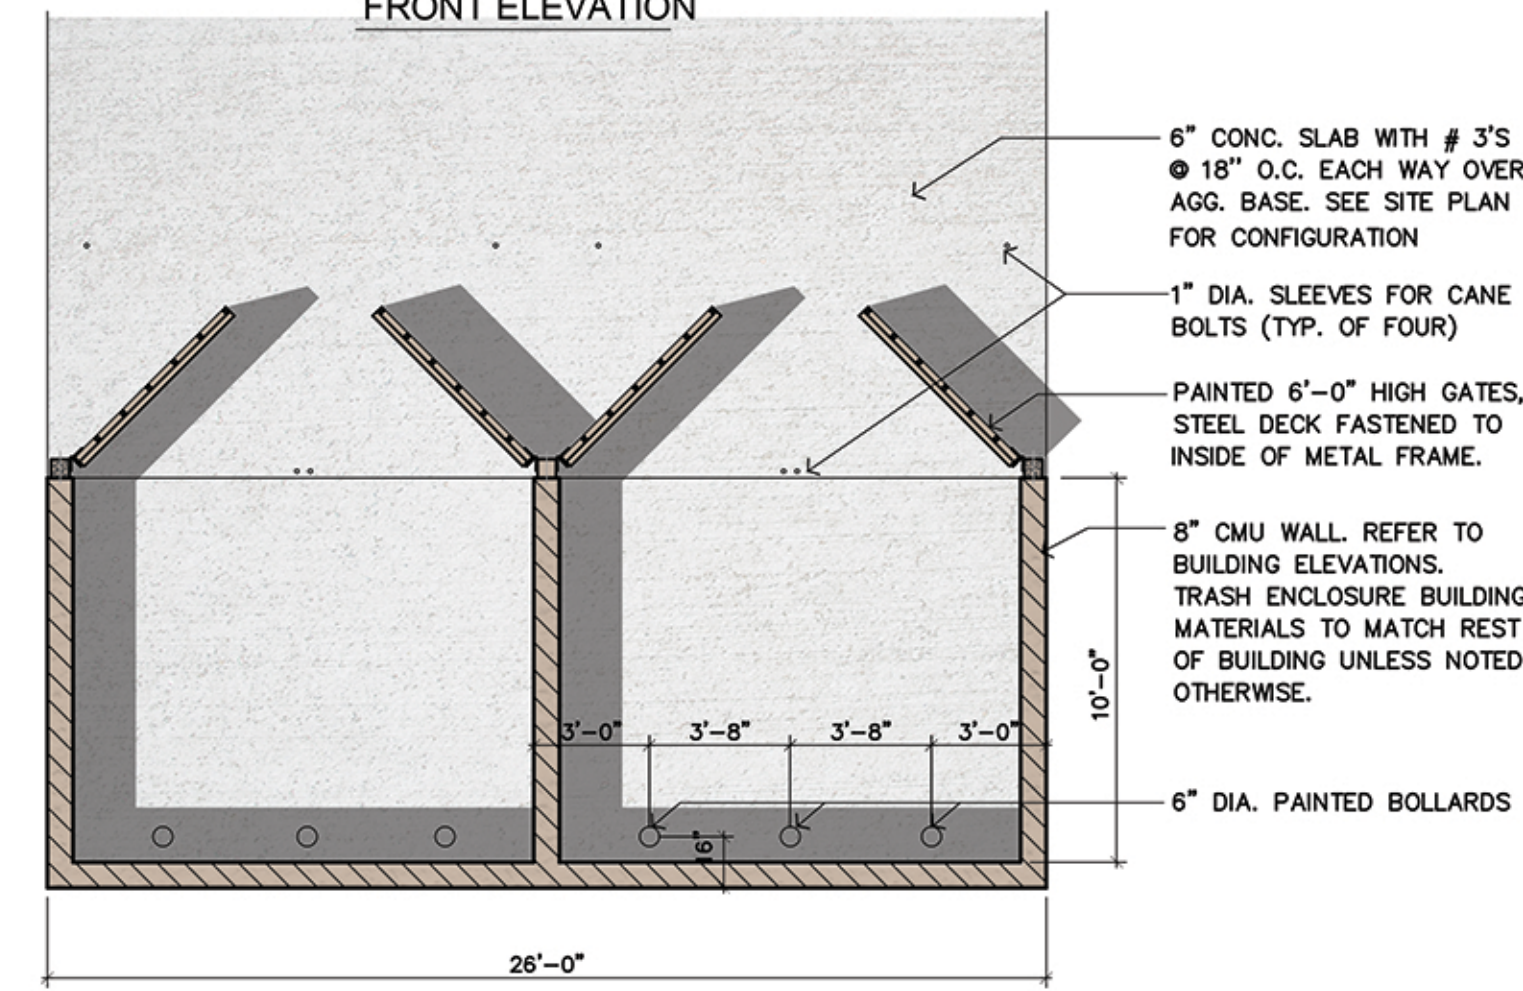 FRONT ELEVATION
6" CONC. SLAB WITH # 3'S
@ 18" O.C. EACH WAY OVER
AGG. BASE. SEE SITE PLAN
FOR CONFIGURATION
1" DIA. SLEEVES FOR CANE
BOLTS (TYP. OF FOUR)
PAINTED 6'-0" HIGH GATES,
STEEL DECK FASTENED TO
INSIDE OF METAL FRAME.
8" CMU WALL. REFER TO
BUILDING ELEVATIONS.
TRASH ENCLOSURE BUILDING
MATERIALS TO MATCH REST
OF BUILDING UNLESS NOTED
OTHERWISE.
10'-0"
3'-0" 3'-8" 3'-8" 3'-0"
6" DIA. PAINTED BOLLARDS
16"
26'-0"